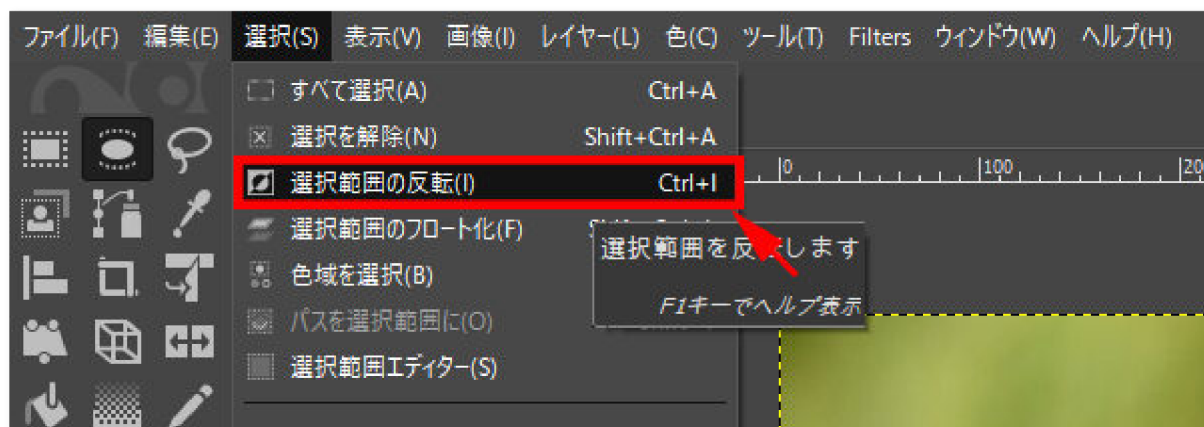 ファイル(F) 編集(E) 選択(S) 表示(V) 画像(I) レイヤー(L) 色(C) ツール(T) Filters ウィンドウ(W) ヘルプ(H)
すべて選択(A) Ctrl+A
選択を解除(N) Shift+Ctrl+A
選択範囲の反転(I) Ctrl+I
0 100
選択範囲のフロート化(F)
選択範囲を反転します
色域を選択(B)
F1キーでヘルプ表示
パスを選択範囲に(O)
選択範囲エディター(S)